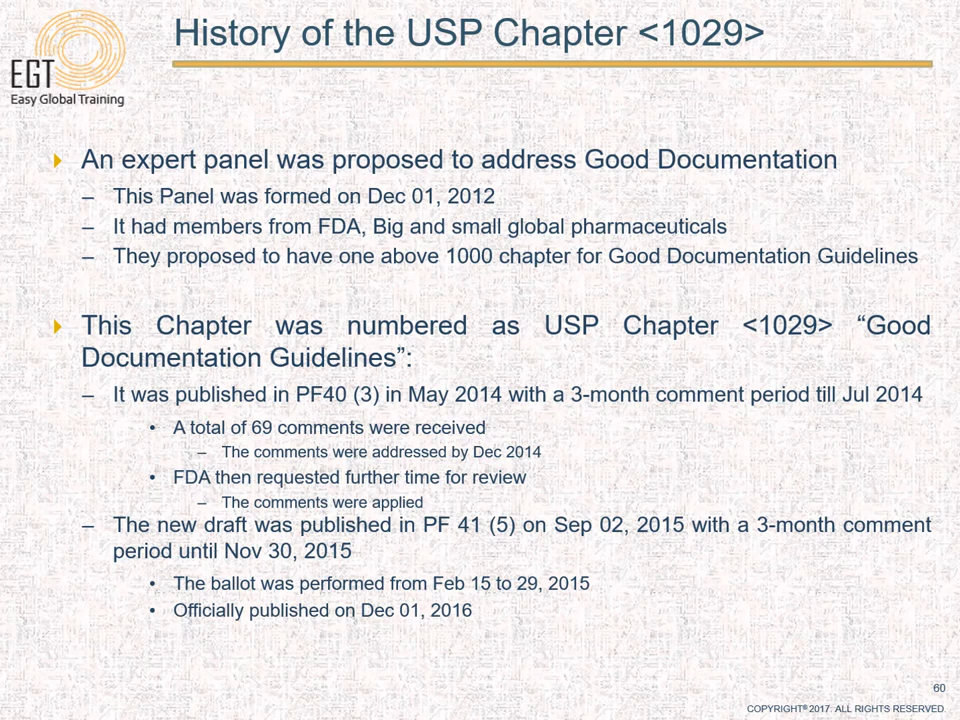 History of the USP Chapter <1029>
EGT
Easy Global Training
An expert panel was proposed to address Good Documentation
– This Panel was formed on Dec 01, 2012
– It had members from FDA, Big and small global pharmaceuticals
– They proposed to have one above 1000 chapter for Good Documentation Guidelines
This Chapter was numbered as USP Chapter <1029> “Good
Documentation Guidelines”:
– It was published in PF40 (3) in May 2014 with a 3-month comment period till Jul 2014
• A total of 69 comments were received
– The comments were addressed by Dec 2014
• FDA then requested further time for review
– The comments were applied
– The new draft was published in PF 41 (5) on Sep 02, 2015 with a 3-month comment
period until Nov 30, 2015
• The ballot was performed from Feb 15 to 29, 2015
• Officially published on Dec 01, 2016
60
COPYRIGHT® 2017. ALL RIGHTS RESERVED.